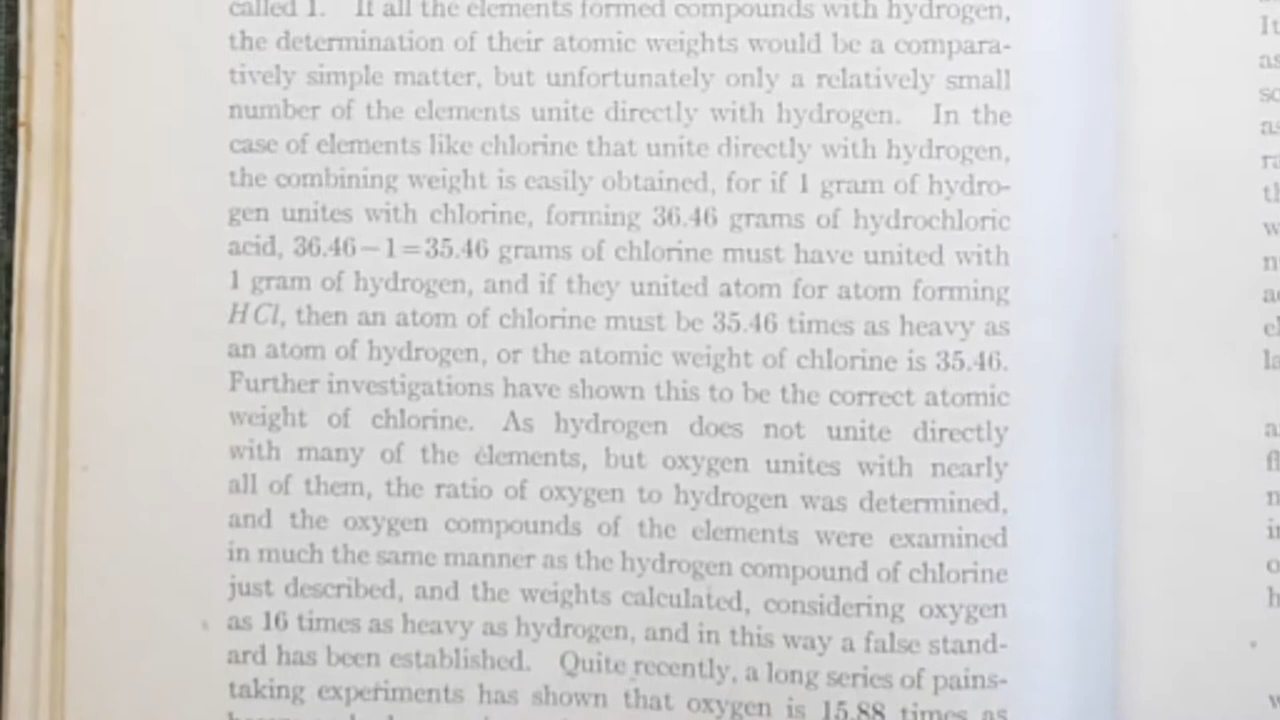 called 1. If all the elements formed compounds with hydrogen,
the determination of their atomic weights would be a compara-
tively simple matter, but unfortunately only a relatively small
number of the elements unite directly with hydrogen. In the
case of elements like chlorine that unite directly with hydrogen,
the combining weight is easily obtained, for if 1 gram of hydro-
gen unites with chlorine, forming 36.46 grams of hydrochloric
acid, 36.46−1=35.46 grams of chlorine must have united with
1 gram of hydrogen, and if they united atom for atom forming
HCl, then an atom of chlorine must be 35.46 times as heavy as
an atom of hydrogen, or the atomic weight of chlorine is 35.46.
Further investigations have shown this to be the correct atomic
weight of chlorine. As hydrogen does not unite directly
with many of the elements, but oxygen unites with nearly
all of them, the ratio of oxygen to hydrogen was determined,
and the oxygen compounds of the elements were examined
in much the same manner as the hydrogen compound of chlorine
just described, and the weights calculated, considering oxygen
as 16 times as heavy as hydrogen, and in this way a false stand-
ard has been established. Quite recently, a long series of pains-
taking experiments has shown that oxygen is 15.88 times as